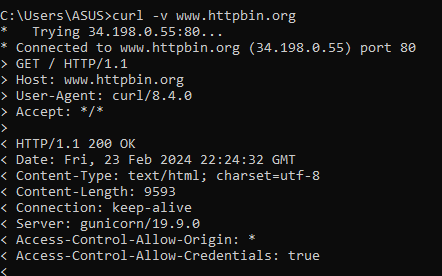 C:\Users\ASUS>curl -v www.httpbin.org
*   Trying 34.198.0.55:80...
* Connected to www.httpbin.org (34.198.0.55) port 80
> GET / HTTP/1.1
> Host: www.httpbin.org
> User-Agent: curl/8.4.0
> Accept: */*
>
< HTTP/1.1 200 OK
< Date: Fri, 23 Feb 2024 22:24:32 GMT
< Content-Type: text/html; charset=utf-8
< Content-Length: 9593
< Connection: keep-alive
< Server: gunicorn/19.9.0
< Access-Control-Allow-Origin: *
< Access-Control-Allow-Credentials: true
<